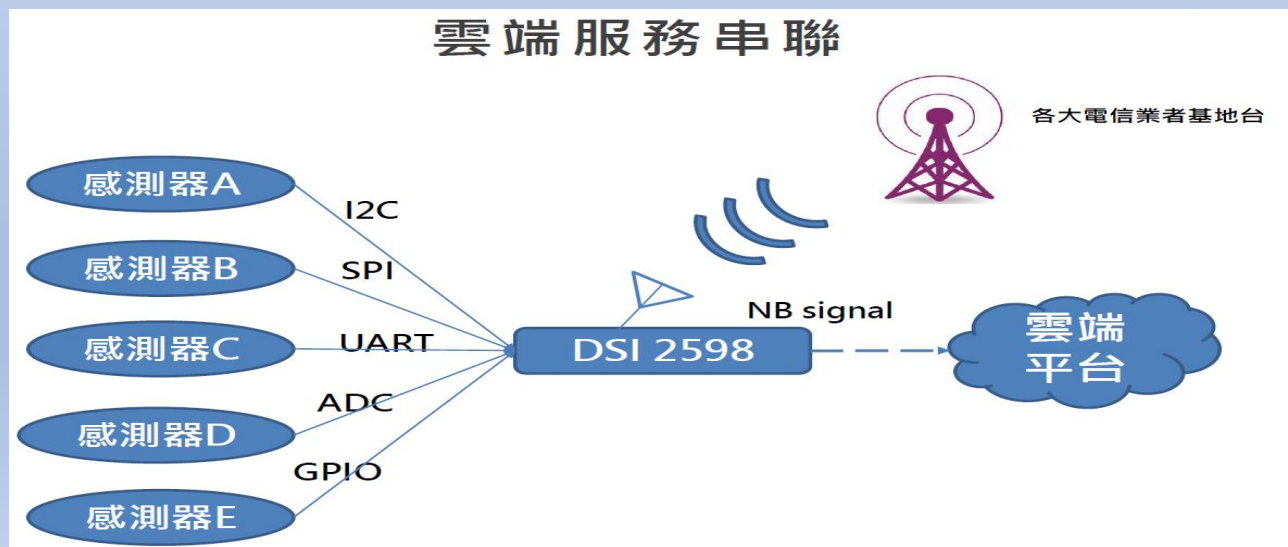 雲端服務串聯
各大電信業者基地台
感測器A
I2C
感測器B
SPI
感測器C
UART
感測器D
ADC
感測器E
GPIO
DSI 2598
NB signal
雲端
平台